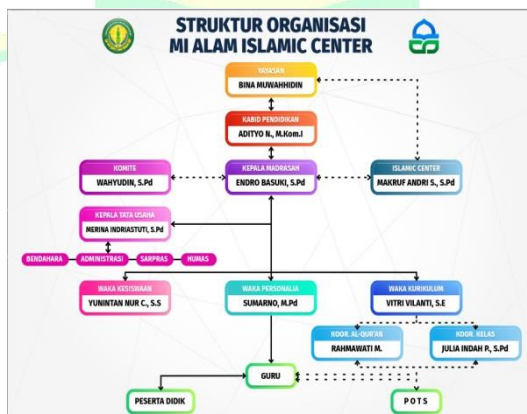 STRUKTUR ORGANISASI
MI ALAM ISLAMIC CENTER
YAYASAN
BINA MUWAHHIDIN
KABID PENDIDIKAN
ADITYO N., M.Kom.I
KOMITE
WAHYUDIN, S.Pd
KEPALA MADRASAH
ENDRO BASUKI, S.Pd
ISLAMIC CENTER
MAKRUF ANDRI S., S.Pd
KEPALA TATA USAHA
MERINA INDRIASTUTI, S.Pd
BENDAHARA
ADMINISTRASI
SARPRAS
HUMAS
WAKA KESISWAAN
YUNINTAN NUR C., S.S
WAKA PERSONALIA
SUMARNO, M.Pd
WAKA KURIKULUM
VITRI VILANTI, S.E
KOOR. AL-QUR'AN
RAHMAWATI M.
KOOR. KELAS
JULIA INDAH P., S.Pd
GURU
PESERTA DIDIK
P O T S